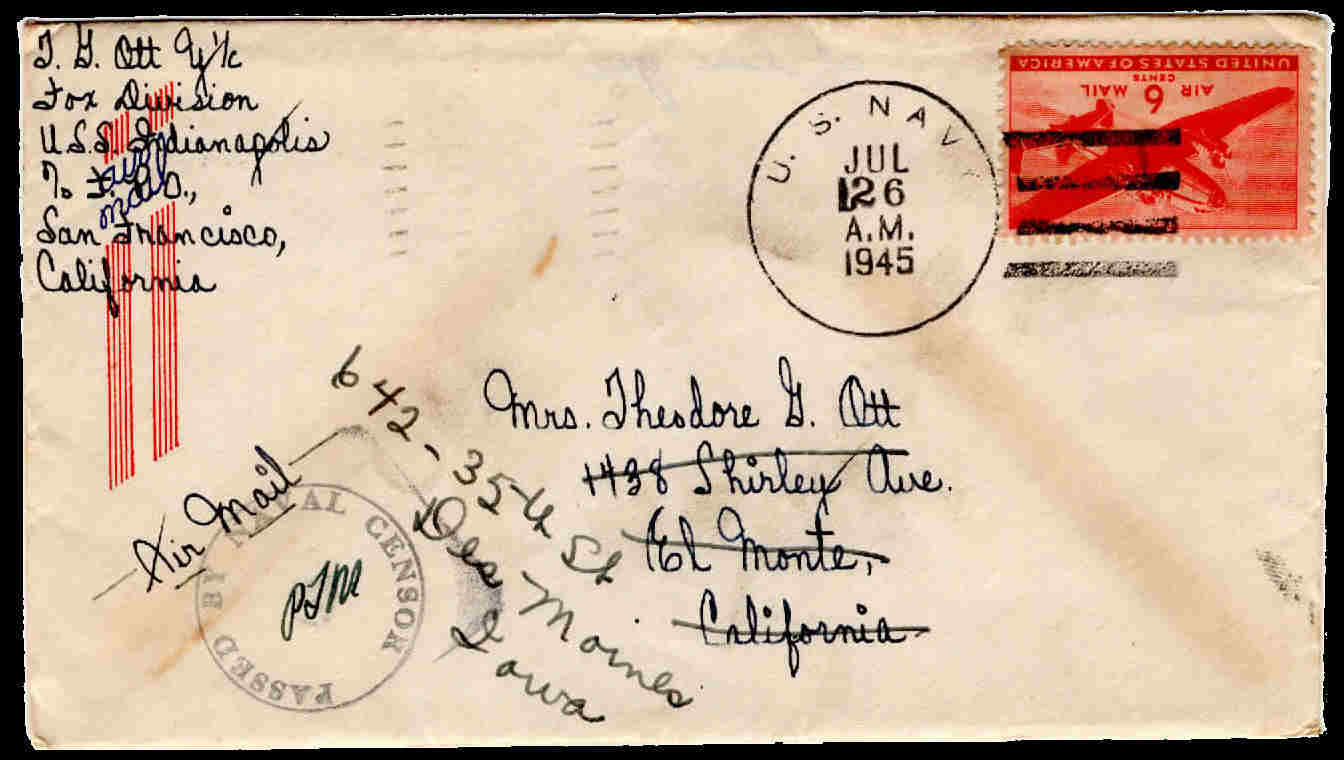 T. G. Ott Y1/c
Fox Division
U.S.S. Indianapolis
℅ F.P.O.,
San Francisco,
California
air
mail
U. S. NAV
JUL
26
A.M.
1945
UNITED STATES OF AMERICA
AIR 6 MAIL
CENTS
Mrs. Theodore G. Ott
1438 Shirley Ave.
El Monte,
California
642-35th St
Des Moines
Iowa
Air Mail
PASSED BY NAVAL CENSOR